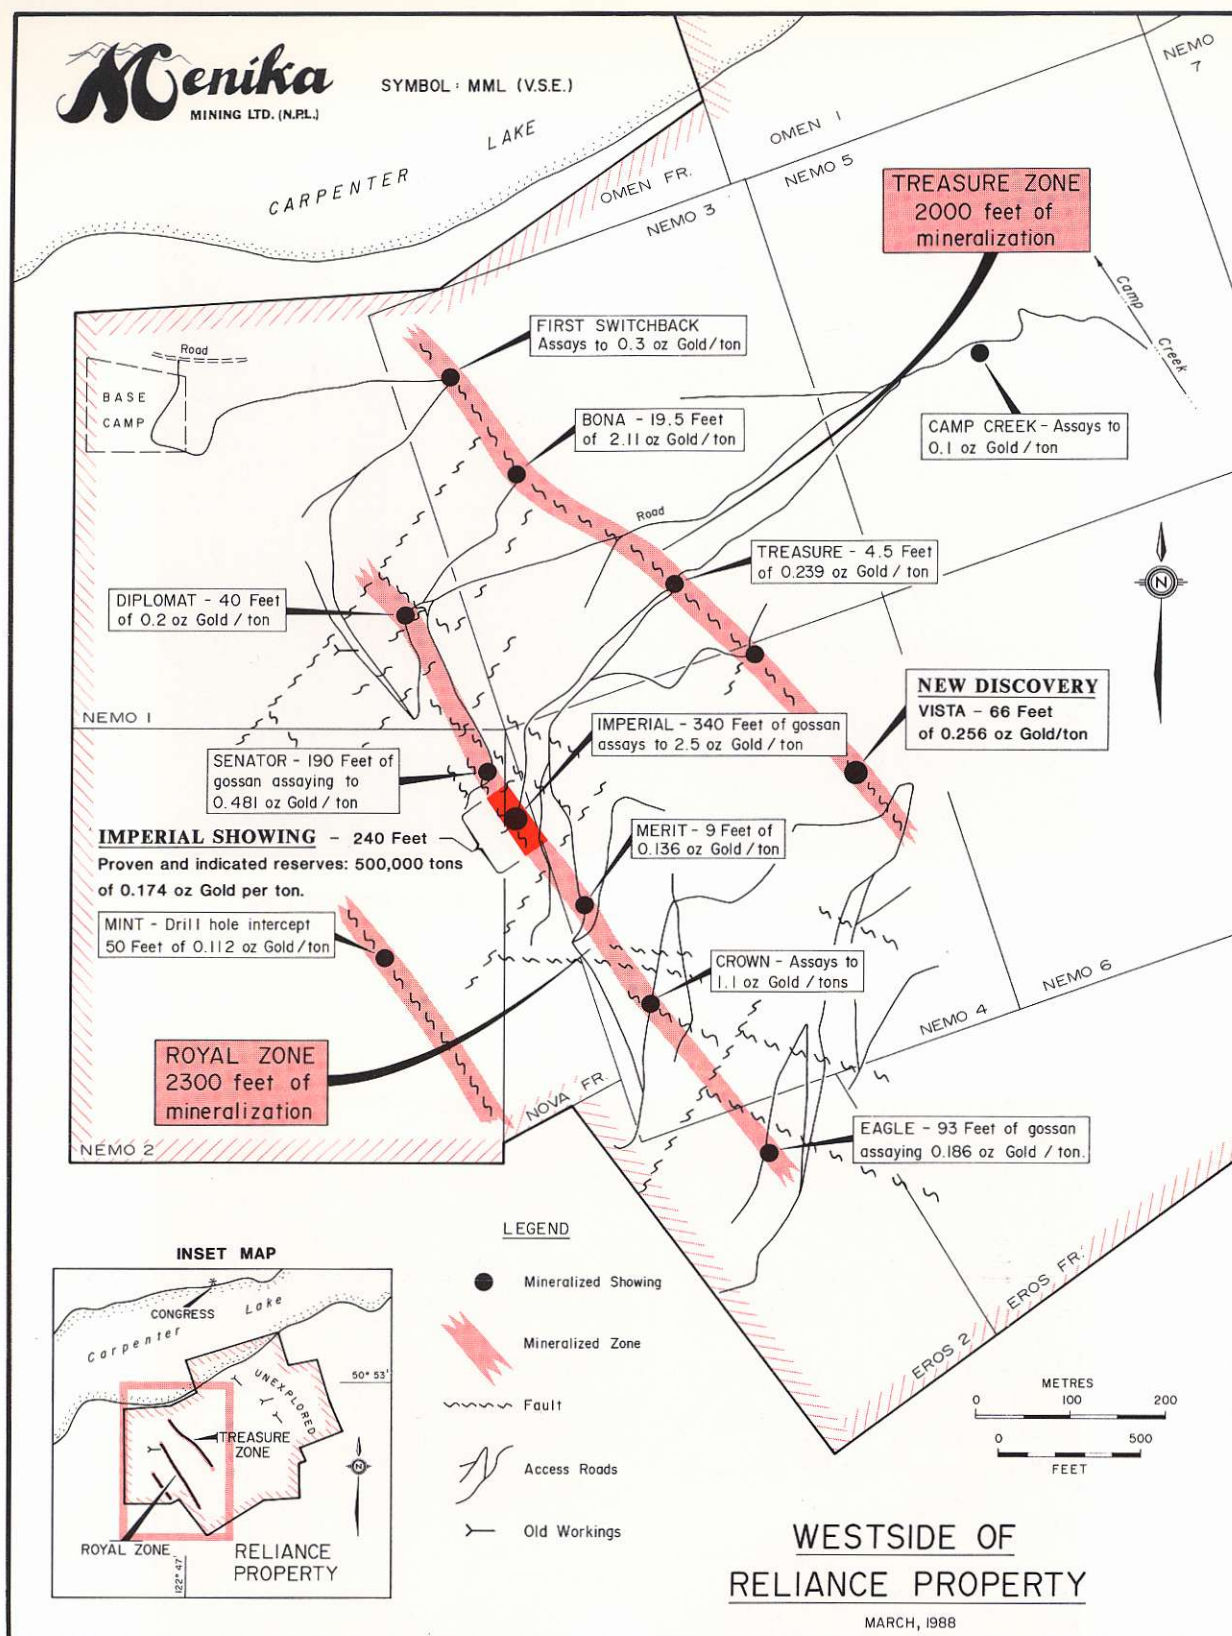 Menika
MINING LTD. (N.P.L.)
SYMBOL : MML (V.S.E.)
CARPENTER LAKE
OMEN FR.
OMEN 1
NEMO 3
NEMO 5
NEMO
7
TREASURE ZONE
2000 feet of
mineralization
Camp Creek
Road
BASE
CAMP
FIRST SWITCHBACK
Assays to 0.3 oz Gold/ton
BONA - 19.5 Feet
of 2.11 oz Gold / ton
CAMP CREEK - Assays to
0.1 oz Gold / ton
Road
TREASURE - 4.5 Feet
of 0.239 oz Gold / ton
N
DIPLOMAT - 40 Feet
of 0.2 oz Gold / ton
NEW DISCOVERY
VISTA - 66 Feet
of 0.256 oz Gold/ton
NEMO 1
IMPERIAL - 340 Feet of gossan
assays to 2.5 oz Gold / ton
SENATOR - 190 Feet of
gossan assaying to
0.481 oz Gold / ton
IMPERIAL SHOWING - 240 Feet
Proven and indicated reserves: 500,000 tons
of 0.174 oz Gold per ton.
MERIT - 9 Feet of
0.136 oz Gold/ton
MINT - Drill hole intercept
50 Feet of 0.112 oz Gold/ton
CROWN - Assays to
1.1 oz Gold / tons
NEMO 4
NEMO 6
ROYAL ZONE
2300 feet of
mineralization
NOVA FR.
NEMO 2
EAGLE - 93 Feet of gossan
assaying 0.186 oz Gold / ton.
EROS 2
EROS FR.
INSET MAP
CONGRESS
Carpenter Lake
50° 53'
UNEXPLORED
TREASURE
ZONE
N
ROYAL ZONE
122° 47'
RELIANCE
PROPERTY
LEGEND
Mineralized Showing
Mineralized Zone
Fault
Access Roads
Old Workings
METRES
0 100 200
0 500
FEET
WESTSIDE OF
RELIANCE PROPERTY
MARCH, 1988